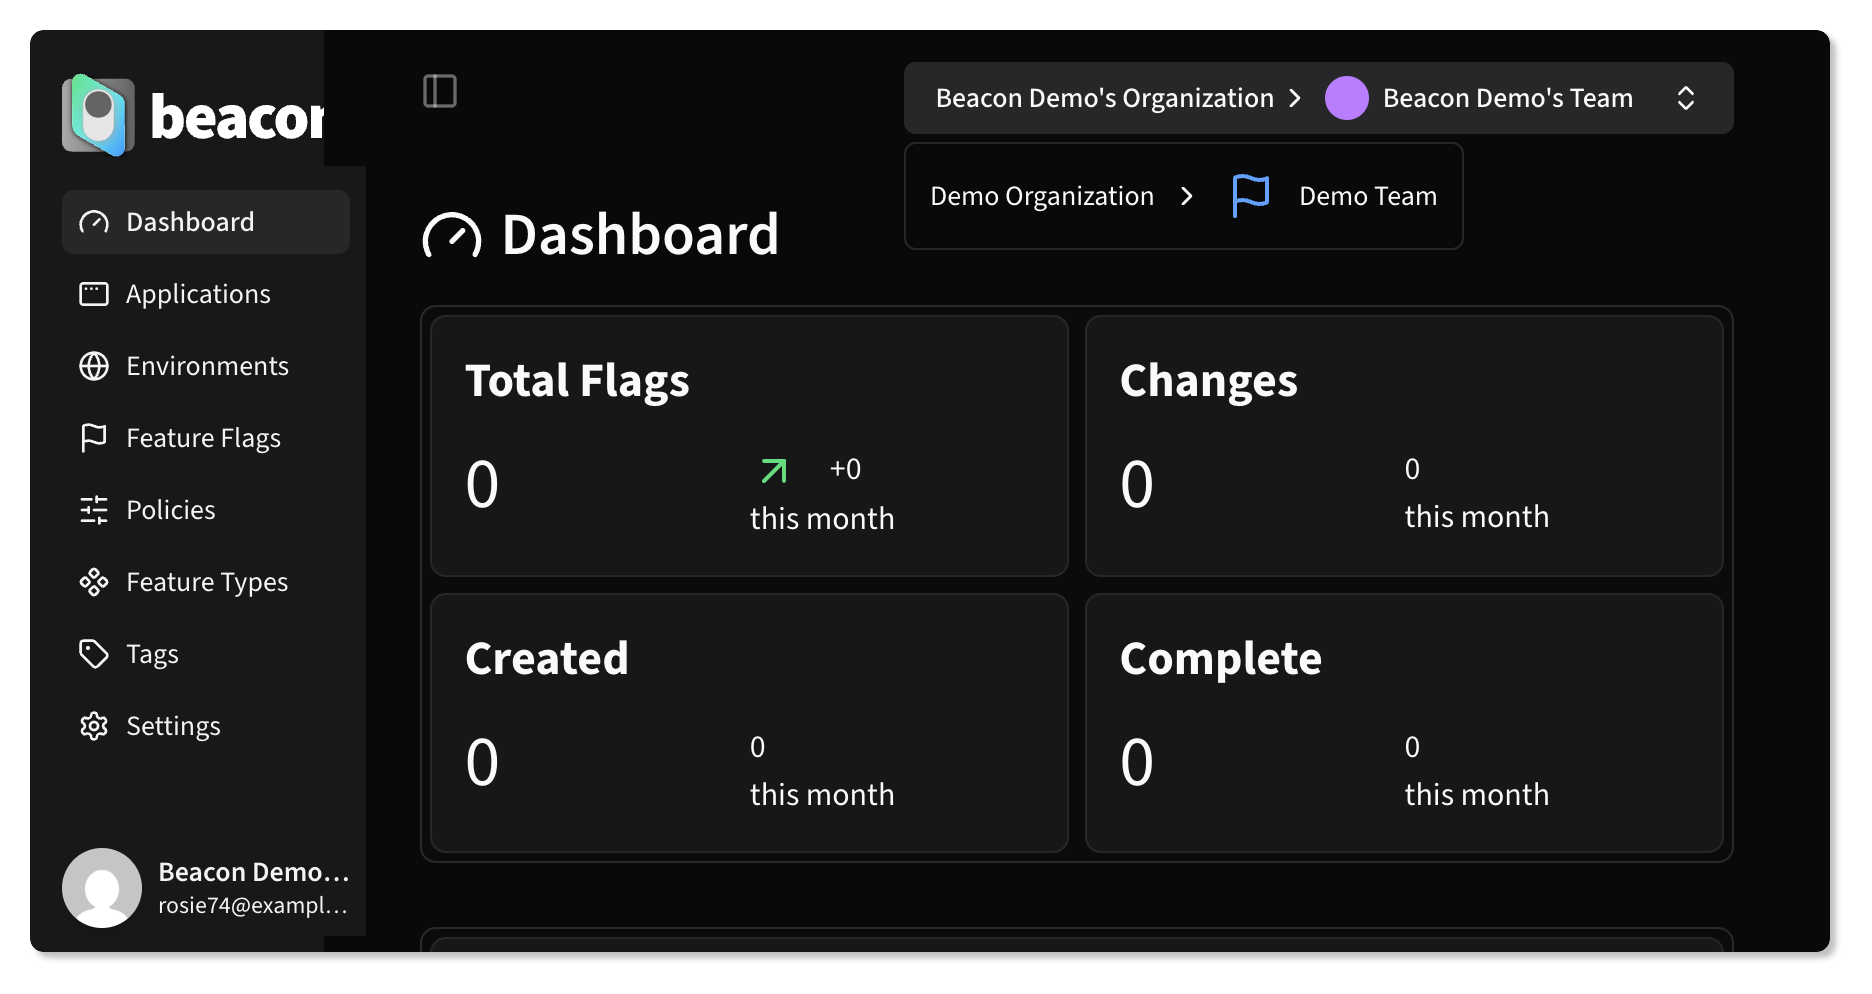 beacon
Beacon Demo's Organization > Beacon Demo's Team
Demo Organization > Demo Team
Dashboard
Applications
Environments
Feature Flags
Policies
Feature Types
Tags
Settings
Beacon Demo...
rosie74@exampl...
Dashboard
Total Flags
0
+0
this month
Changes
0
0
this month
Created
0
0
this month
Complete
0
0
this month